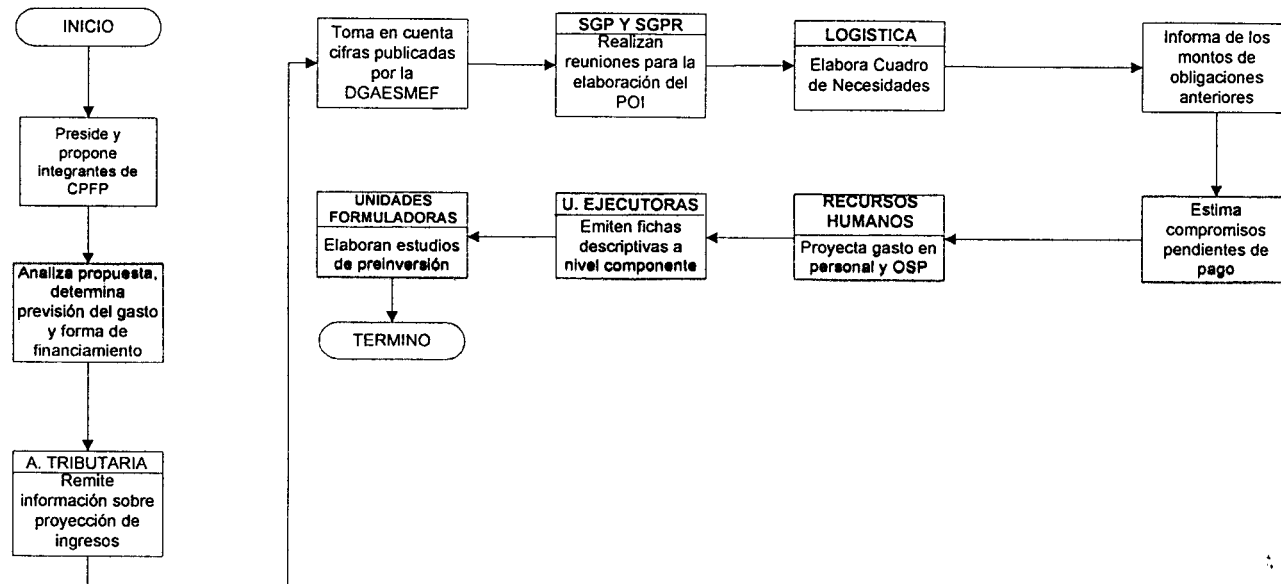 INICIO
Preside y
propone
integrantes de
CPFP
Analiza propuesta,
determina
previsión del gasto
y forma de
financiamiento
A. TRIBUTARIA
Remite
información sobre
proyección de
ingresos
Toma en cuenta
cifras publicadas
por la
DGAESMEF
SGP Y SGPR
Realizan
reuniones para la
elaboración del
POI
LOGISTICA
Elabora Cuadro
de Necesidades
Informa de los
montos de
obligaciones
anteriores
Estima
compromisos
pendientes de
pago
RECURSOS
HUMANOS
Proyecta gasto en
personal y OSP
U. EJECUTORAS
Emiten fichas
descriptivas a
nivel componente
UNIDADES
FORMULADORAS
Elaboran estudios
de preinversión
TERMINO